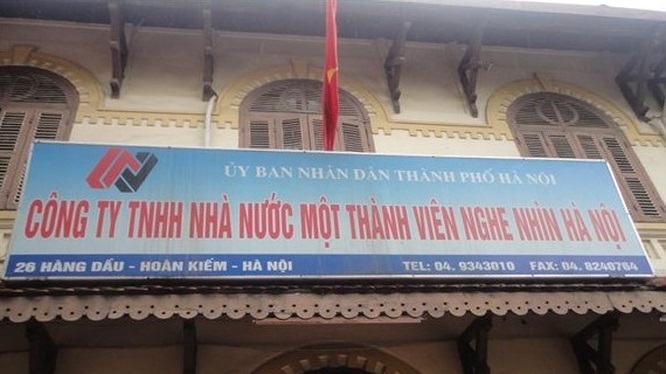 ỦY BAN NHÂN DÂN THÀNH PHỐ HÀ NỘI
CÔNG TY TNHH NHÀ NƯỚC MỘT THÀNH VIÊN NGHE NHÌN HÀ NỘI
26 HÀNG DẦU - HOÀN KIẾM - HÀ NỘI TEL: 04. 9343010 FAX: 04. 8240764